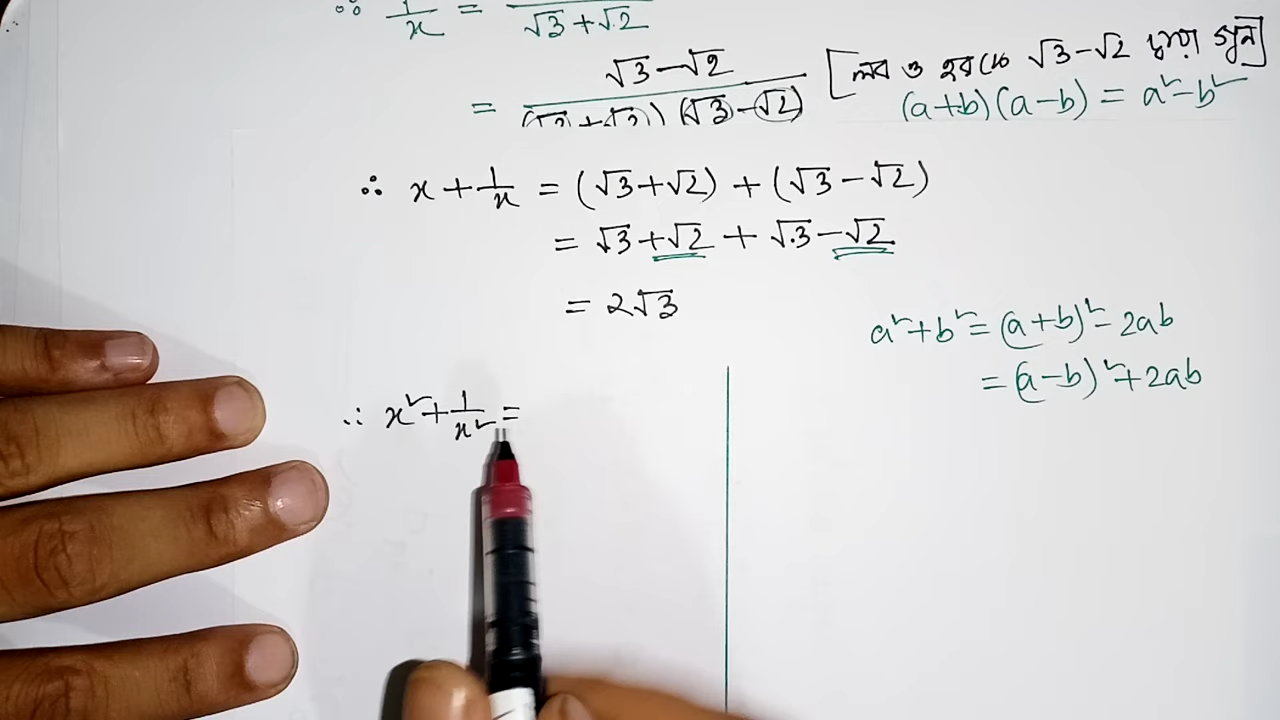 ∴ 1/x = 1/(√3+√2)
= (√3−√2)/((√3+√2)(√3−√2)) [লব ও হরকে √3−√2 দ্বারা গুন]
(a+b)(a−b) = a²−b²
∴ x + 1/x = (√3+√2) + (√3−√2)
= √3+√2 + √3−√2
= 2√3
a²+b² = (a+b)²−2ab
= (a−b)²+2ab
∴ x²+1/x² =